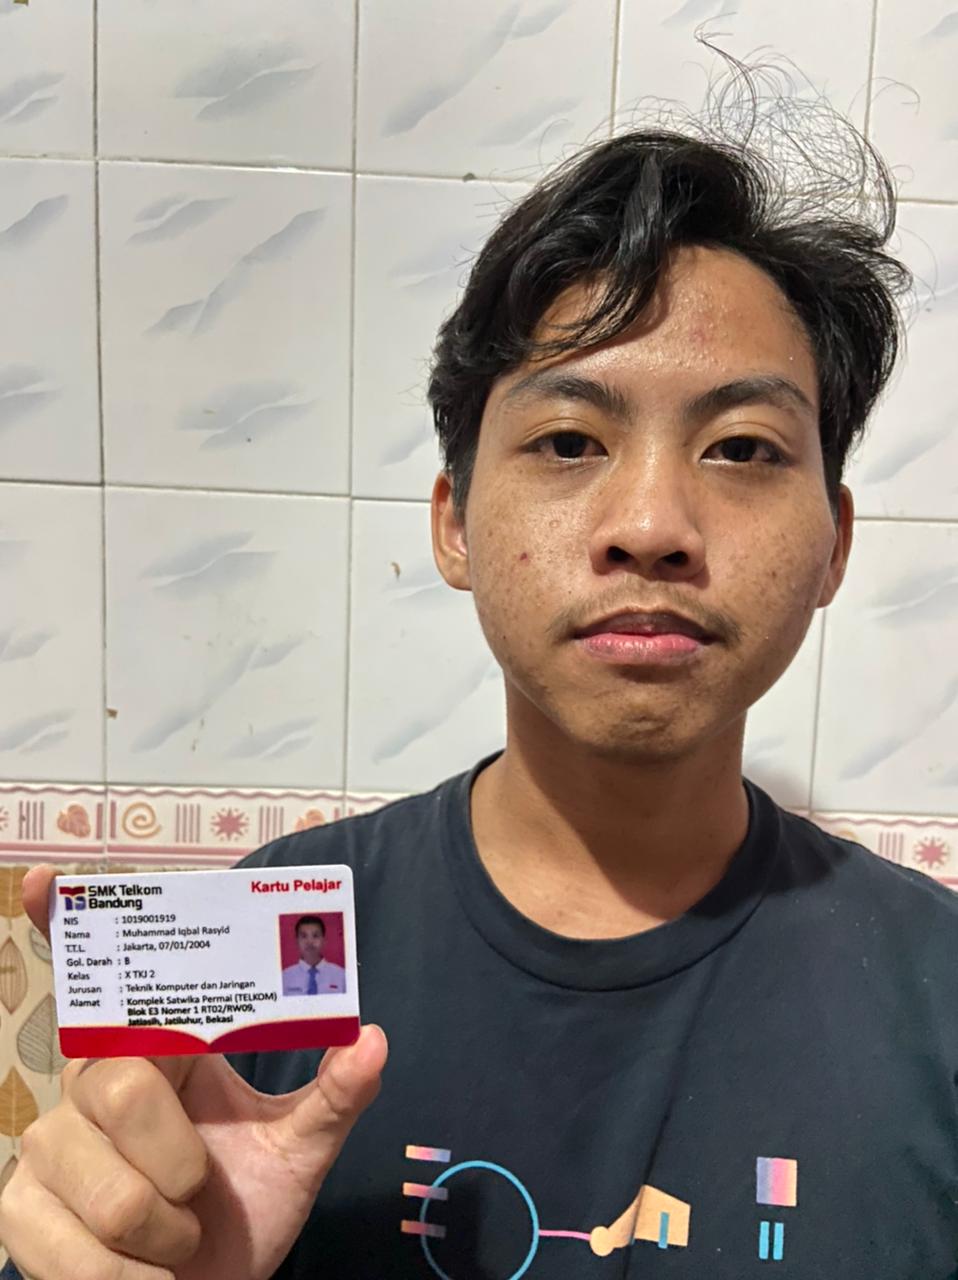 SMK Telkom
Bandung
Kartu Pelajar
NIS : 1019001919
Nama : Muhammad Iqbal Rasyid
T.T.L. : Jakarta, 07/01/2004
Gol. Darah : B
Kelas : X TKJ 2
Jurusan : Teknik Komputer dan Jaringan
Alamat : Komplek Satwika Permai (TELKOM)
Blok E3 Nomer 1 RT02/RW09,
Jatiasih, Jatiluhur, Bekasi